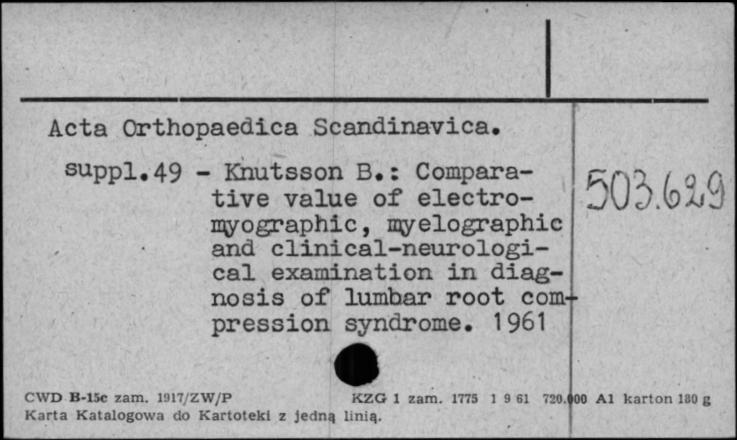 Acta Orthopaedica Scandinavica.
suppl.49 - Knutsson B.: Compara-
tive value of electro-
myographic, myelographic
and clinical-neurologi-
cal examination in diag-
nosis of lumbar root com-
pression syndrome. 1961
503.629
CWD B-15c zam. 1917/ZW/P KZG 1 zam. 1775 1 9 61 720.000 A1 karton 180 g
Karta Katalogowa do Kartoteki z jedną linią.